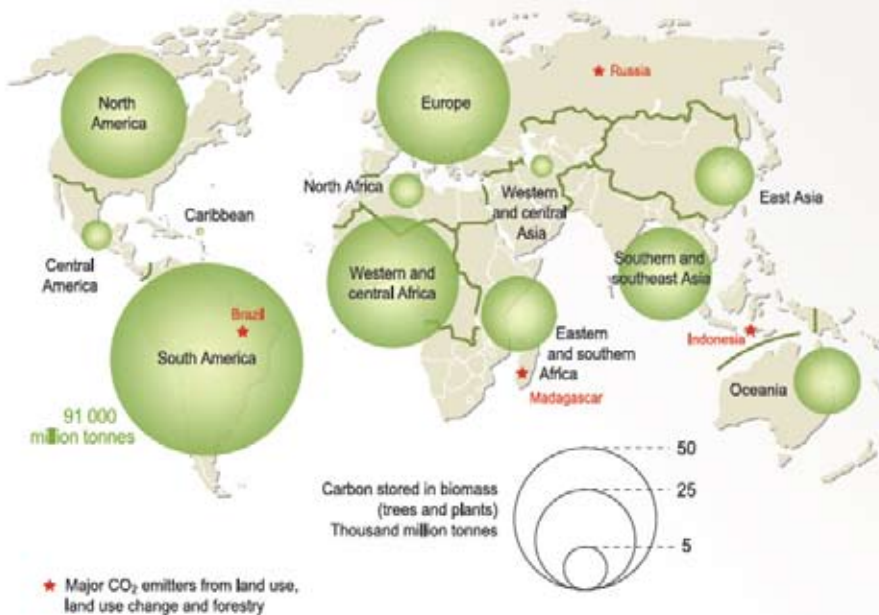 North
America
Europe
Russia
North Africa
Western
and central
Asia
East Asia
Caribbean
Central
America
Western and
central Africa
Southern and
southeast Asia
Brazil
South America
Eastern
and southern
Africa
Indonesia
Madagascar
Oceania
91 000
million tonnes
Carbon stored in biomass
(trees and plants)
Thousand million tonnes
50
25
5
Major CO₂ emitters from land use,
land use change and forestry